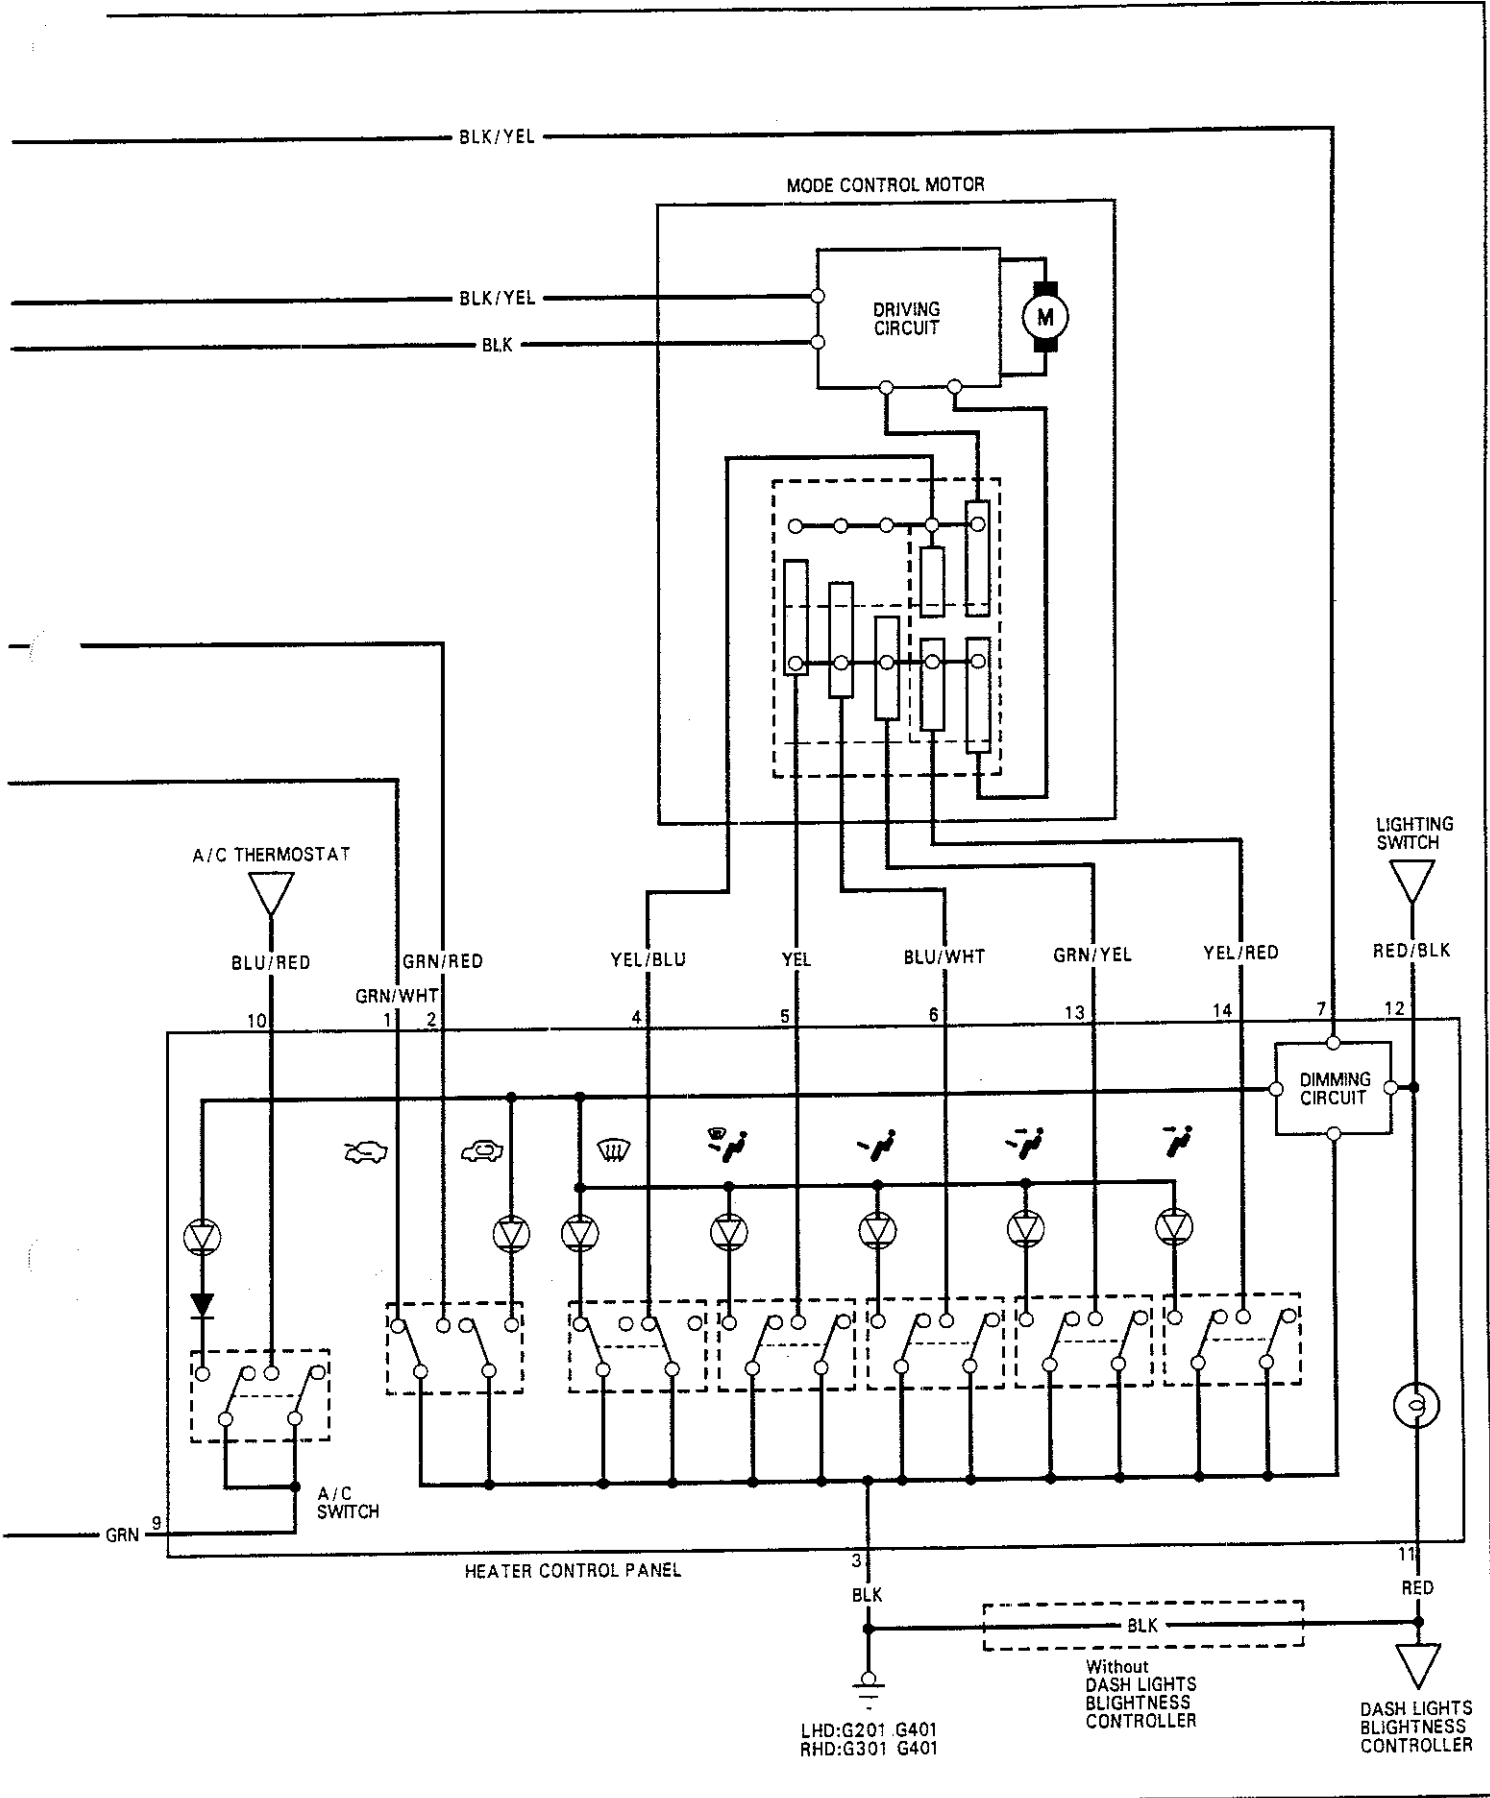 BLK/YEL
MODE CONTROL MOTOR
BLK/YEL
DRIVING
CIRCUIT
M
BLK
LIGHTING
SWITCH
A/C THERMOSTAT
BLU/RED
GRN/RED
YEL/BLU
YEL
BLU/WHT
GRN/YEL
YEL/RED
RED/BLK
GRN/WHT
10
1
2
4
5
6
13
14
7
12
DIMMING
CIRCUIT
A/C
SWITCH
GRN
9
HEATER CONTROL PANEL
3
11
BLK
RED
BLK
Without
DASH LIGHTS
BLIGHTNESS
CONTROLLER
DASH LIGHTS
BLIGHTNESS
CONTROLLER
LHD:G201 .G401
RHD:G301 G401